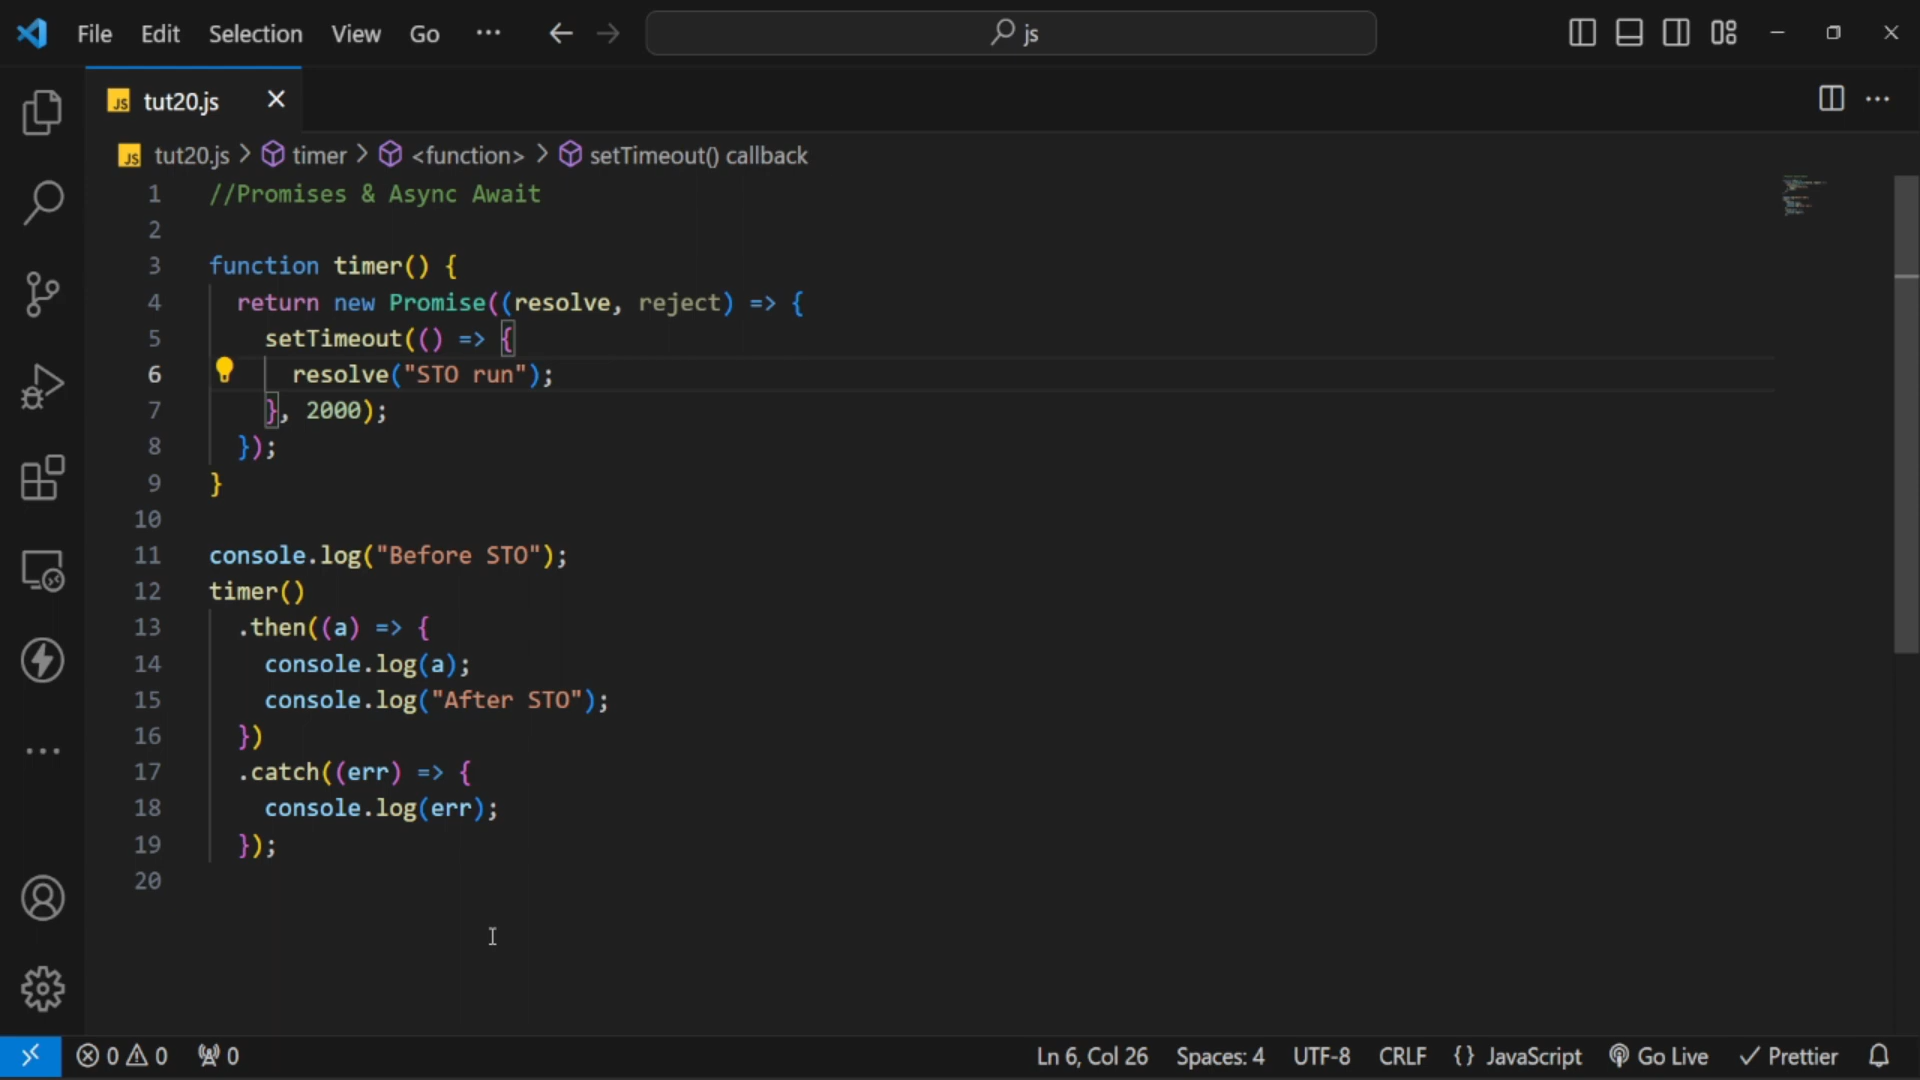 File Edit Selection View Go ··· js
JS tut20.js
JS tut20.js > timer > <function> > setTimeout() callback
1 //Promises & Async Await
2
3 function timer() {
4   return new Promise((resolve, reject) => {
5     setTimeout(() => {
6       resolve("STO run");
7     }, 2000);
8   });
9 }
10
11 console.log("Before STO");
12 timer()
13   .then((a) => {
14     console.log(a);
15     console.log("After STO");
16   })
17   .catch((err) => {
18     console.log(err);
19   });
20
0 0 0 Ln 6, Col 26 Spaces: 4 UTF-8 CRLF {} JavaScript Go Live Prettier